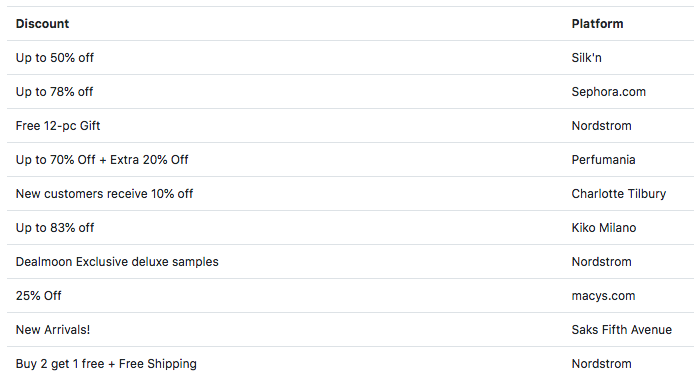 Discount Platform
Up to 50% off Silk'n
Up to 78% off Sephora.com
Free 12-pc Gift Nordstrom
Up to 70% Off + Extra 20% Off Perfumania
New customers receive 10% off Charlotte Tilbury
Up to 83% off Kiko Milano
Dealmoon Exclusive deluxe samples Nordstrom
25% Off macys.com
New Arrivals! Saks Fifth Avenue
Buy 2 get 1 free + Free Shipping Nordstrom